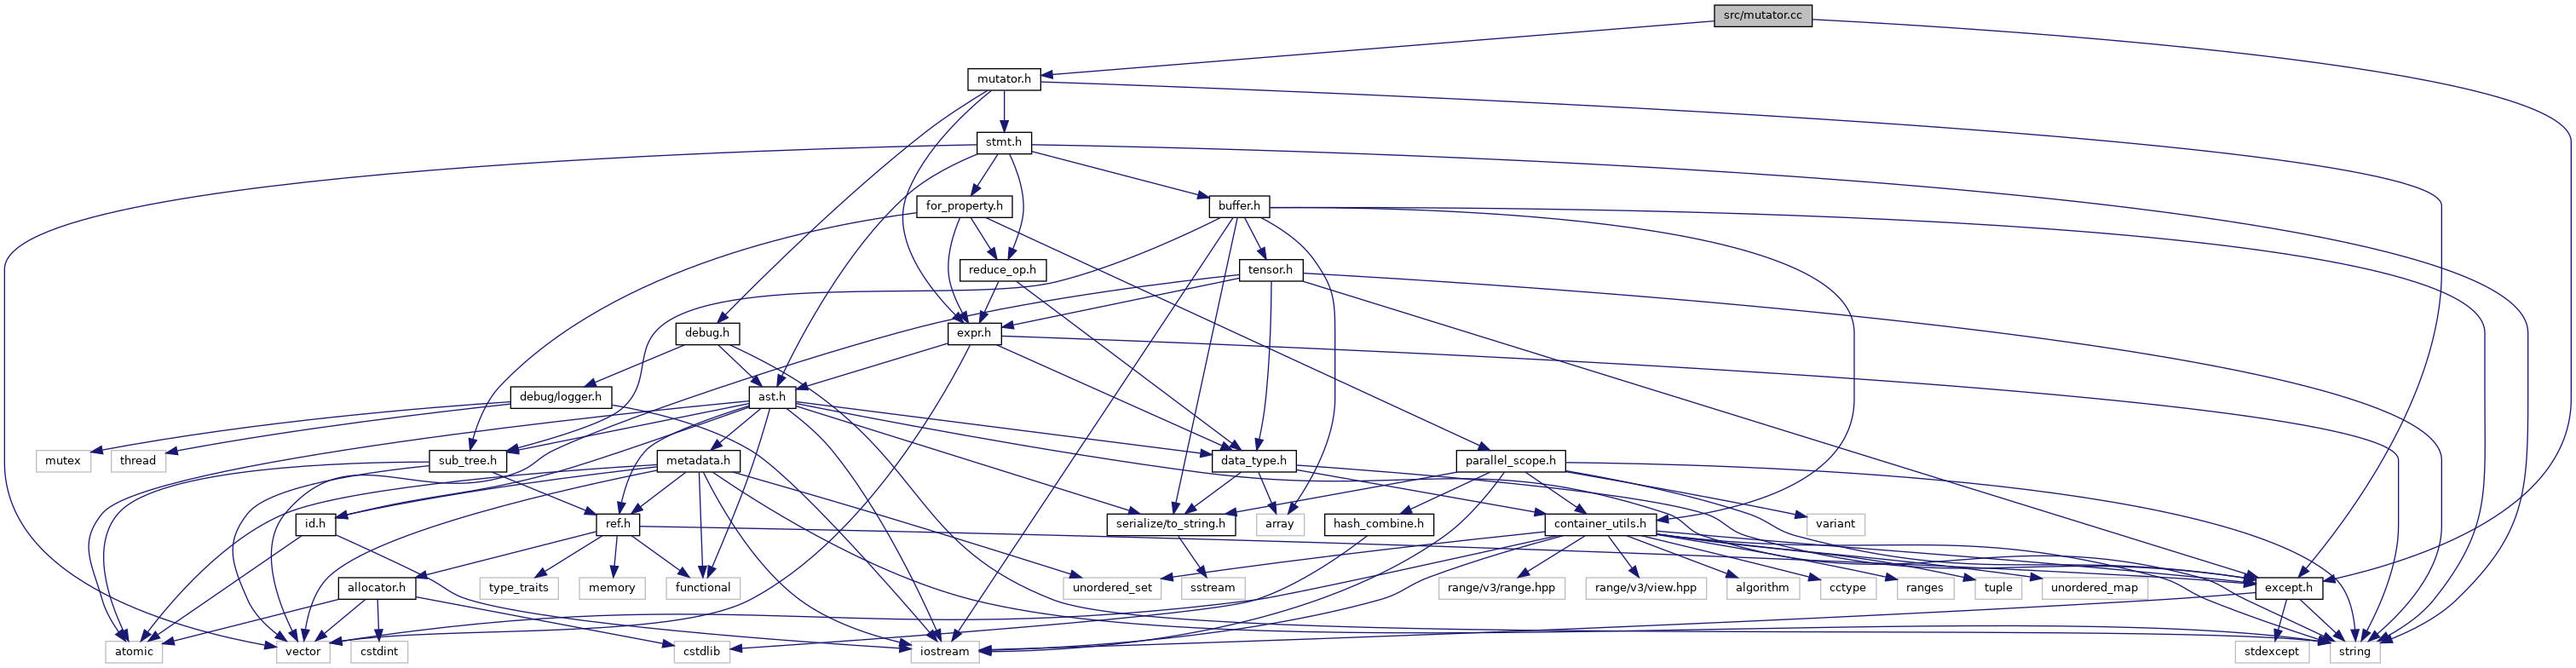 src/mutator.cc
mutator.h
stmt.h
for_property.h
buffer.h
reduce_op.h
tensor.h
debug.h
expr.h
debug/logger.h
ast.h
mutex
thread
sub_tree.h
metadata.h
data_type.h
parallel_scope.h
id.h
ref.h
serialize/to_string.h
array
hash_combine.h
container_utils.h
variant
allocator.h
type_traits
memory
functional
unordered_set
sstream
range/v3/range.hpp
range/v3/view.hpp
algorithm
cctype
ranges
tuple
unordered_map
except.h
atomic
vector
cstdint
cstdlib
iostream
stdexcept
string